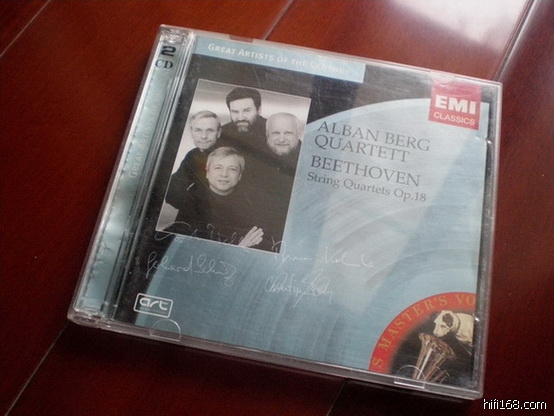 2
CD
GREAT ARTISTS OF THE CENTURY
EMI
CLASSICS
ALBAN BERG
QUARTETT
BEETHOVEN
String Quartets Op.18
art
S MASTER'S VO
hifi168.com